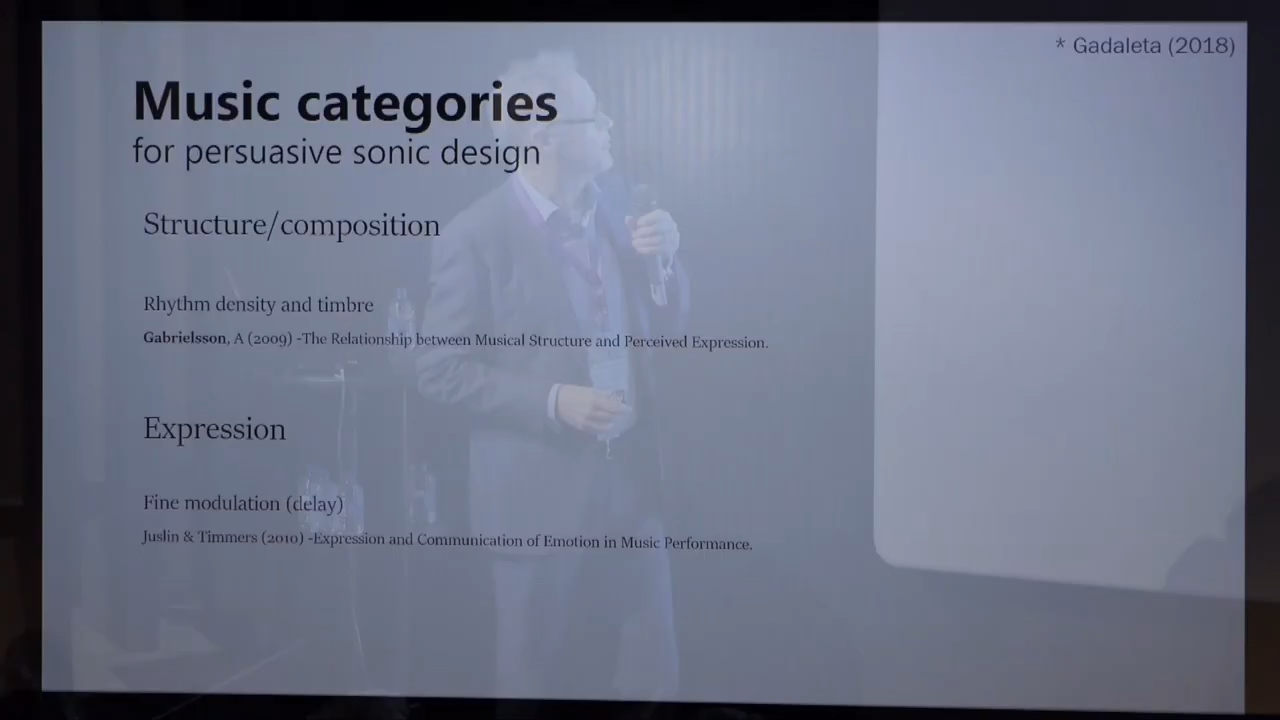 * Gadaleta (2018)
Music categories
for persuasive sonic design
Structure/composition
Rhythm density and timbre
Gabrielsson, A (2009) -The Relationship between Musical Structure and Perceived Expression.
Expression
Fine modulation (delay)
Juslin & Timmers (2010) -Expression and Communication of Emotion in Music Performance.